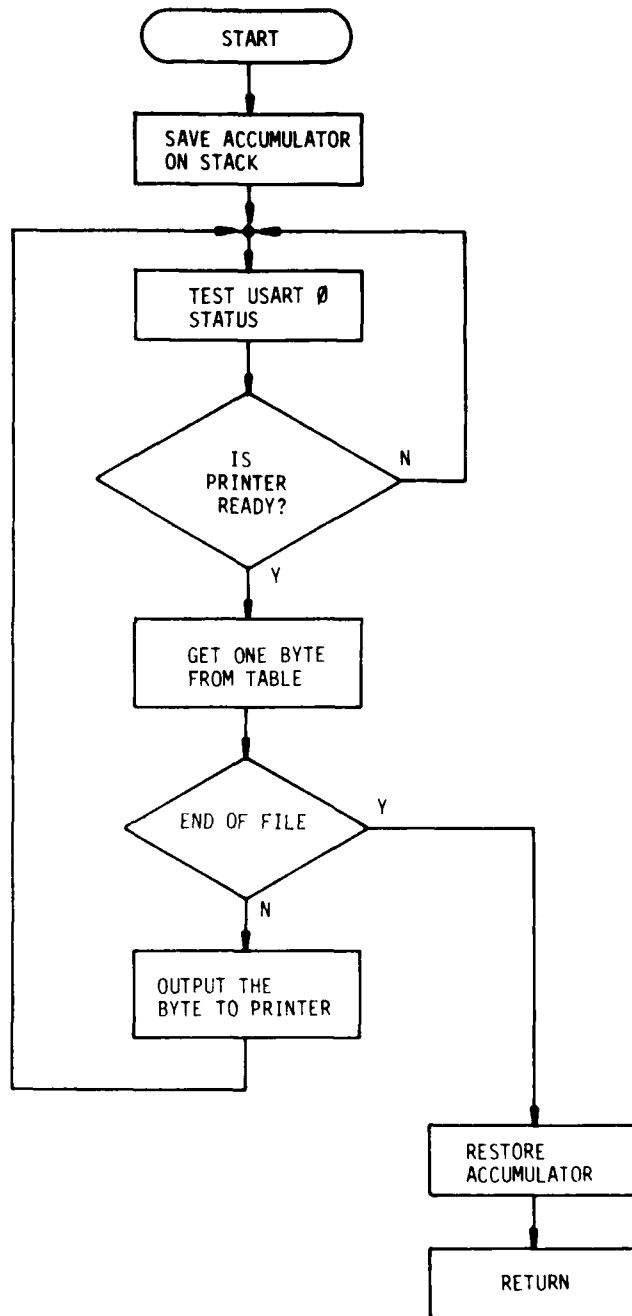 START
SAVE ACCUMULATOR
ON STACK
TEST USART Ø
STATUS
IS
PRINTER
READY?
N
Y
GET ONE BYTE
FROM TABLE
END OF FILE
Y
N
OUTPUT THE
BYTE TO PRINTER
RESTORE
ACCUMULATOR
RETURN